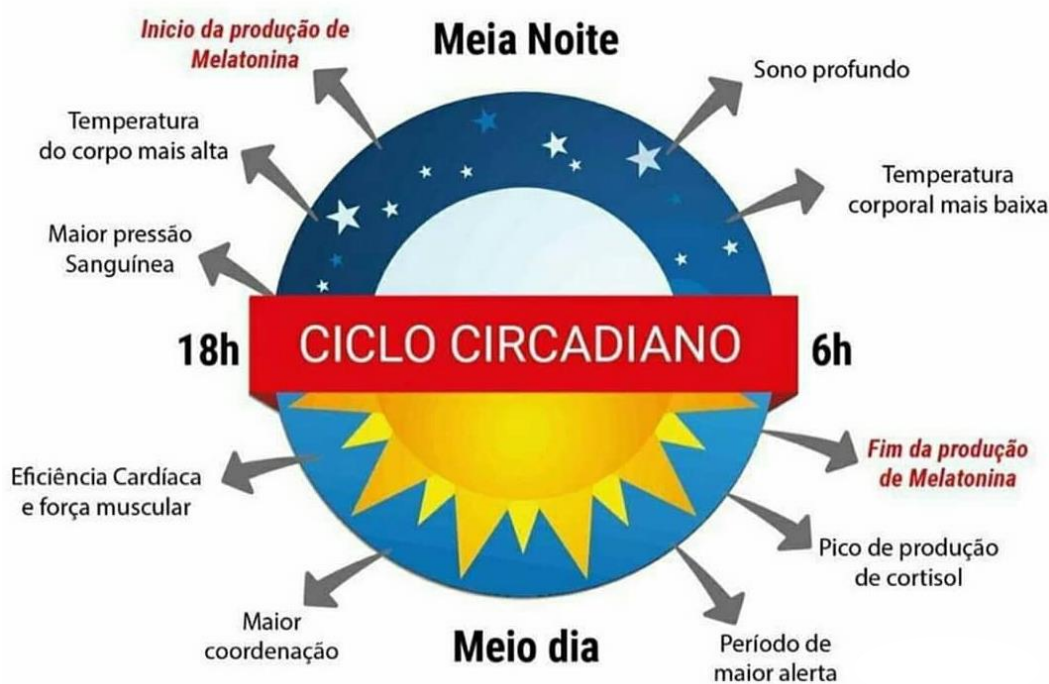 Inicio da produção de
Melatonina
Meia Noite
Sono profundo
Temperatura
do corpo mais alta
Temperatura
corporal mais baixa
Maior pressão
Sanguínea
18h
CICLO CIRCADIANO
6h
Eficiência Cardíaca
e força muscular
Fim da produção
de Melatonina
Pico de produção
de cortisol
Maior
coordenação
Meio dia
Período de
maior alerta